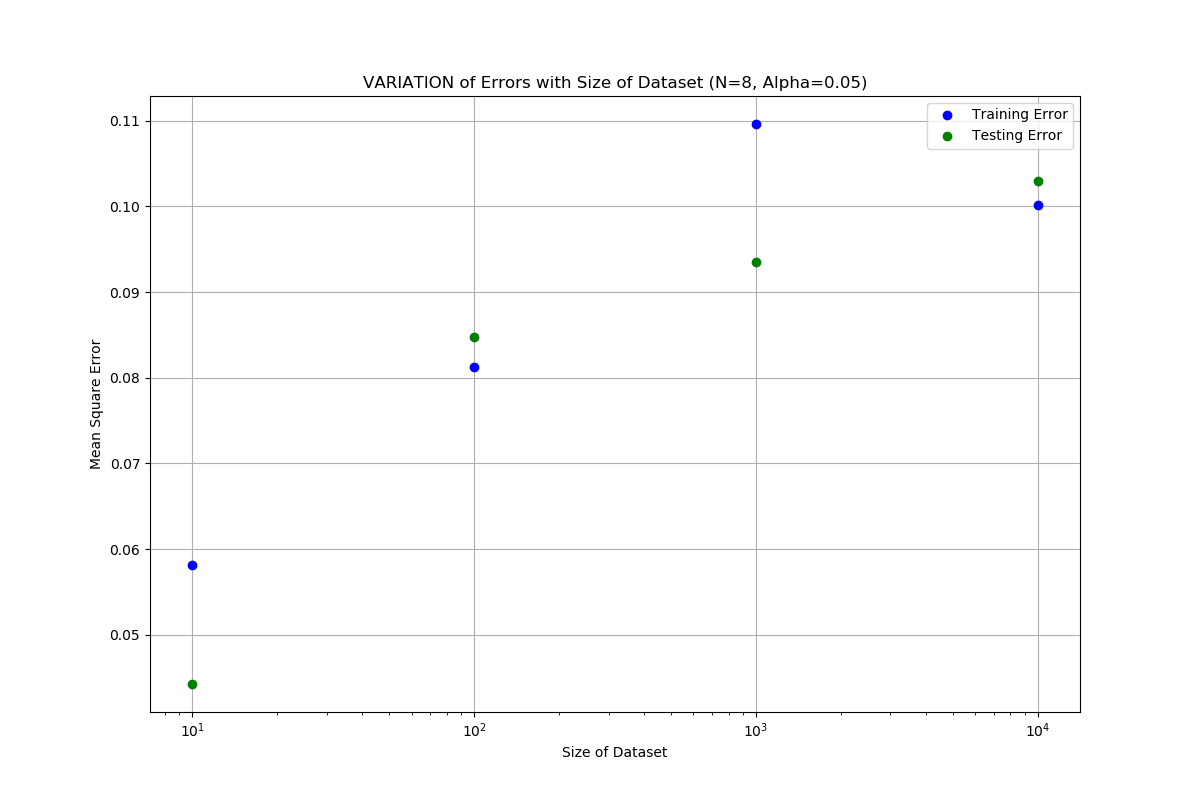 VARIATION of Errors with Size of Dataset (N=8, Alpha=0.05)
Training Error
Testing Error
0.11
0.10
0.09
0.08
0.07
0.06
0.05
Mean Square Error
10¹
10²
10³
10⁴
Size of Dataset